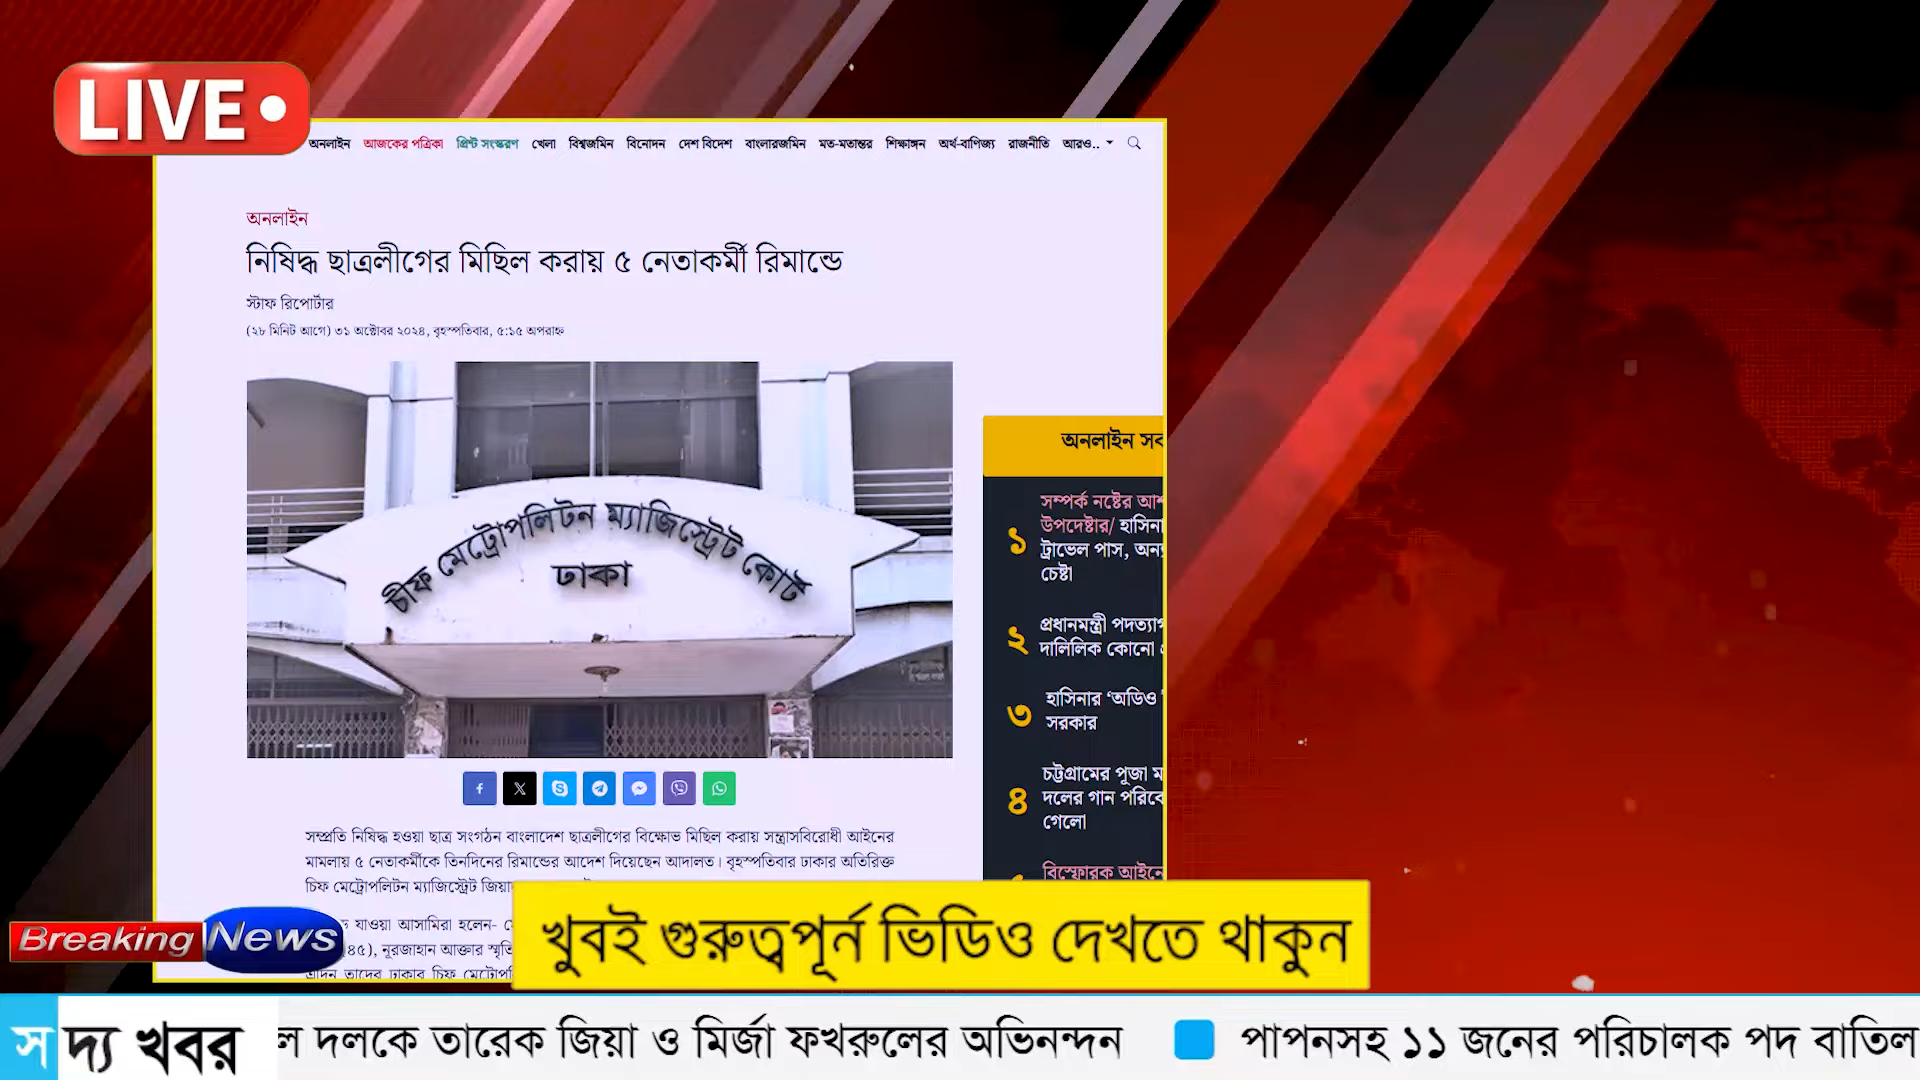 LIVE
অনলাইন আজকের পত্রিকা প্রিন্ট সংস্করণ খেলা বিশ্বজমিন বিনোদন দেশ বিদেশ বাংলারজমিন মত-মতান্তর শিক্ষাঙ্গন অর্থ-বাণিজ্য রাজনীতি আরও..
অনলাইন
নিষিদ্ধ ছাত্রলীগের মিছিল করায় ৫ নেতাকর্মী রিমান্ডে
স্টাফ রিপোর্টার
(২৮ মিনিট আগে) ৩১ অক্টোবর ২০২৪, বৃহস্পতিবার, ৫:১৫ অপরাহ্ন
চীফ মেট্রোপলিটন ম্যাজিস্ট্রেট কোর্ট
ঢাকা
অনলাইন
১
সম্পর্ক নষ্টের
উপদেষ্টার/ হাসিনা
ট্রাভেল পাস,
চেষ্টা
২
প্রধানমন্ত্রী
দালিলিক কোনো
৩
হাসিনার ‘অডিও
সরকার
৪
চট্টগ্রামের পূজা
দলের গান
গেলো
বিস্ফোরক আইনে
সম্প্রতি নিষিদ্ধ হওয়া ছাত্র সংগঠন বাংলাদেশ ছাত্রলীগের বিক্ষোভ মিছিল করায় সন্ত্রাসবিরোধী আইনের
মামলায় ৫ নেতাকর্মীকে তিনদিনের রিমান্ডের আদেশ দিয়েছেন আদালত। বৃহস্পতিবার ঢাকার অতিরিক্ত
চিফ মেট্রোপলিটন ম্যাজিস্ট্রেট
যাওয়া আসামিরা হলেন-
(৪৫), নূরজাহান আক্তার
এদিন তাদের ঢাকার চিফ
Breaking News
খুবই গুরুত্বপূর্ন ভিডিও দেখতে থাকুন
সদ্য খবর
ল দলকে তারেক জিয়া ও মির্জা ফখরুলের অভিনন্দন পাপনসহ ১১ জনের পরিচালক পদ বাতিল